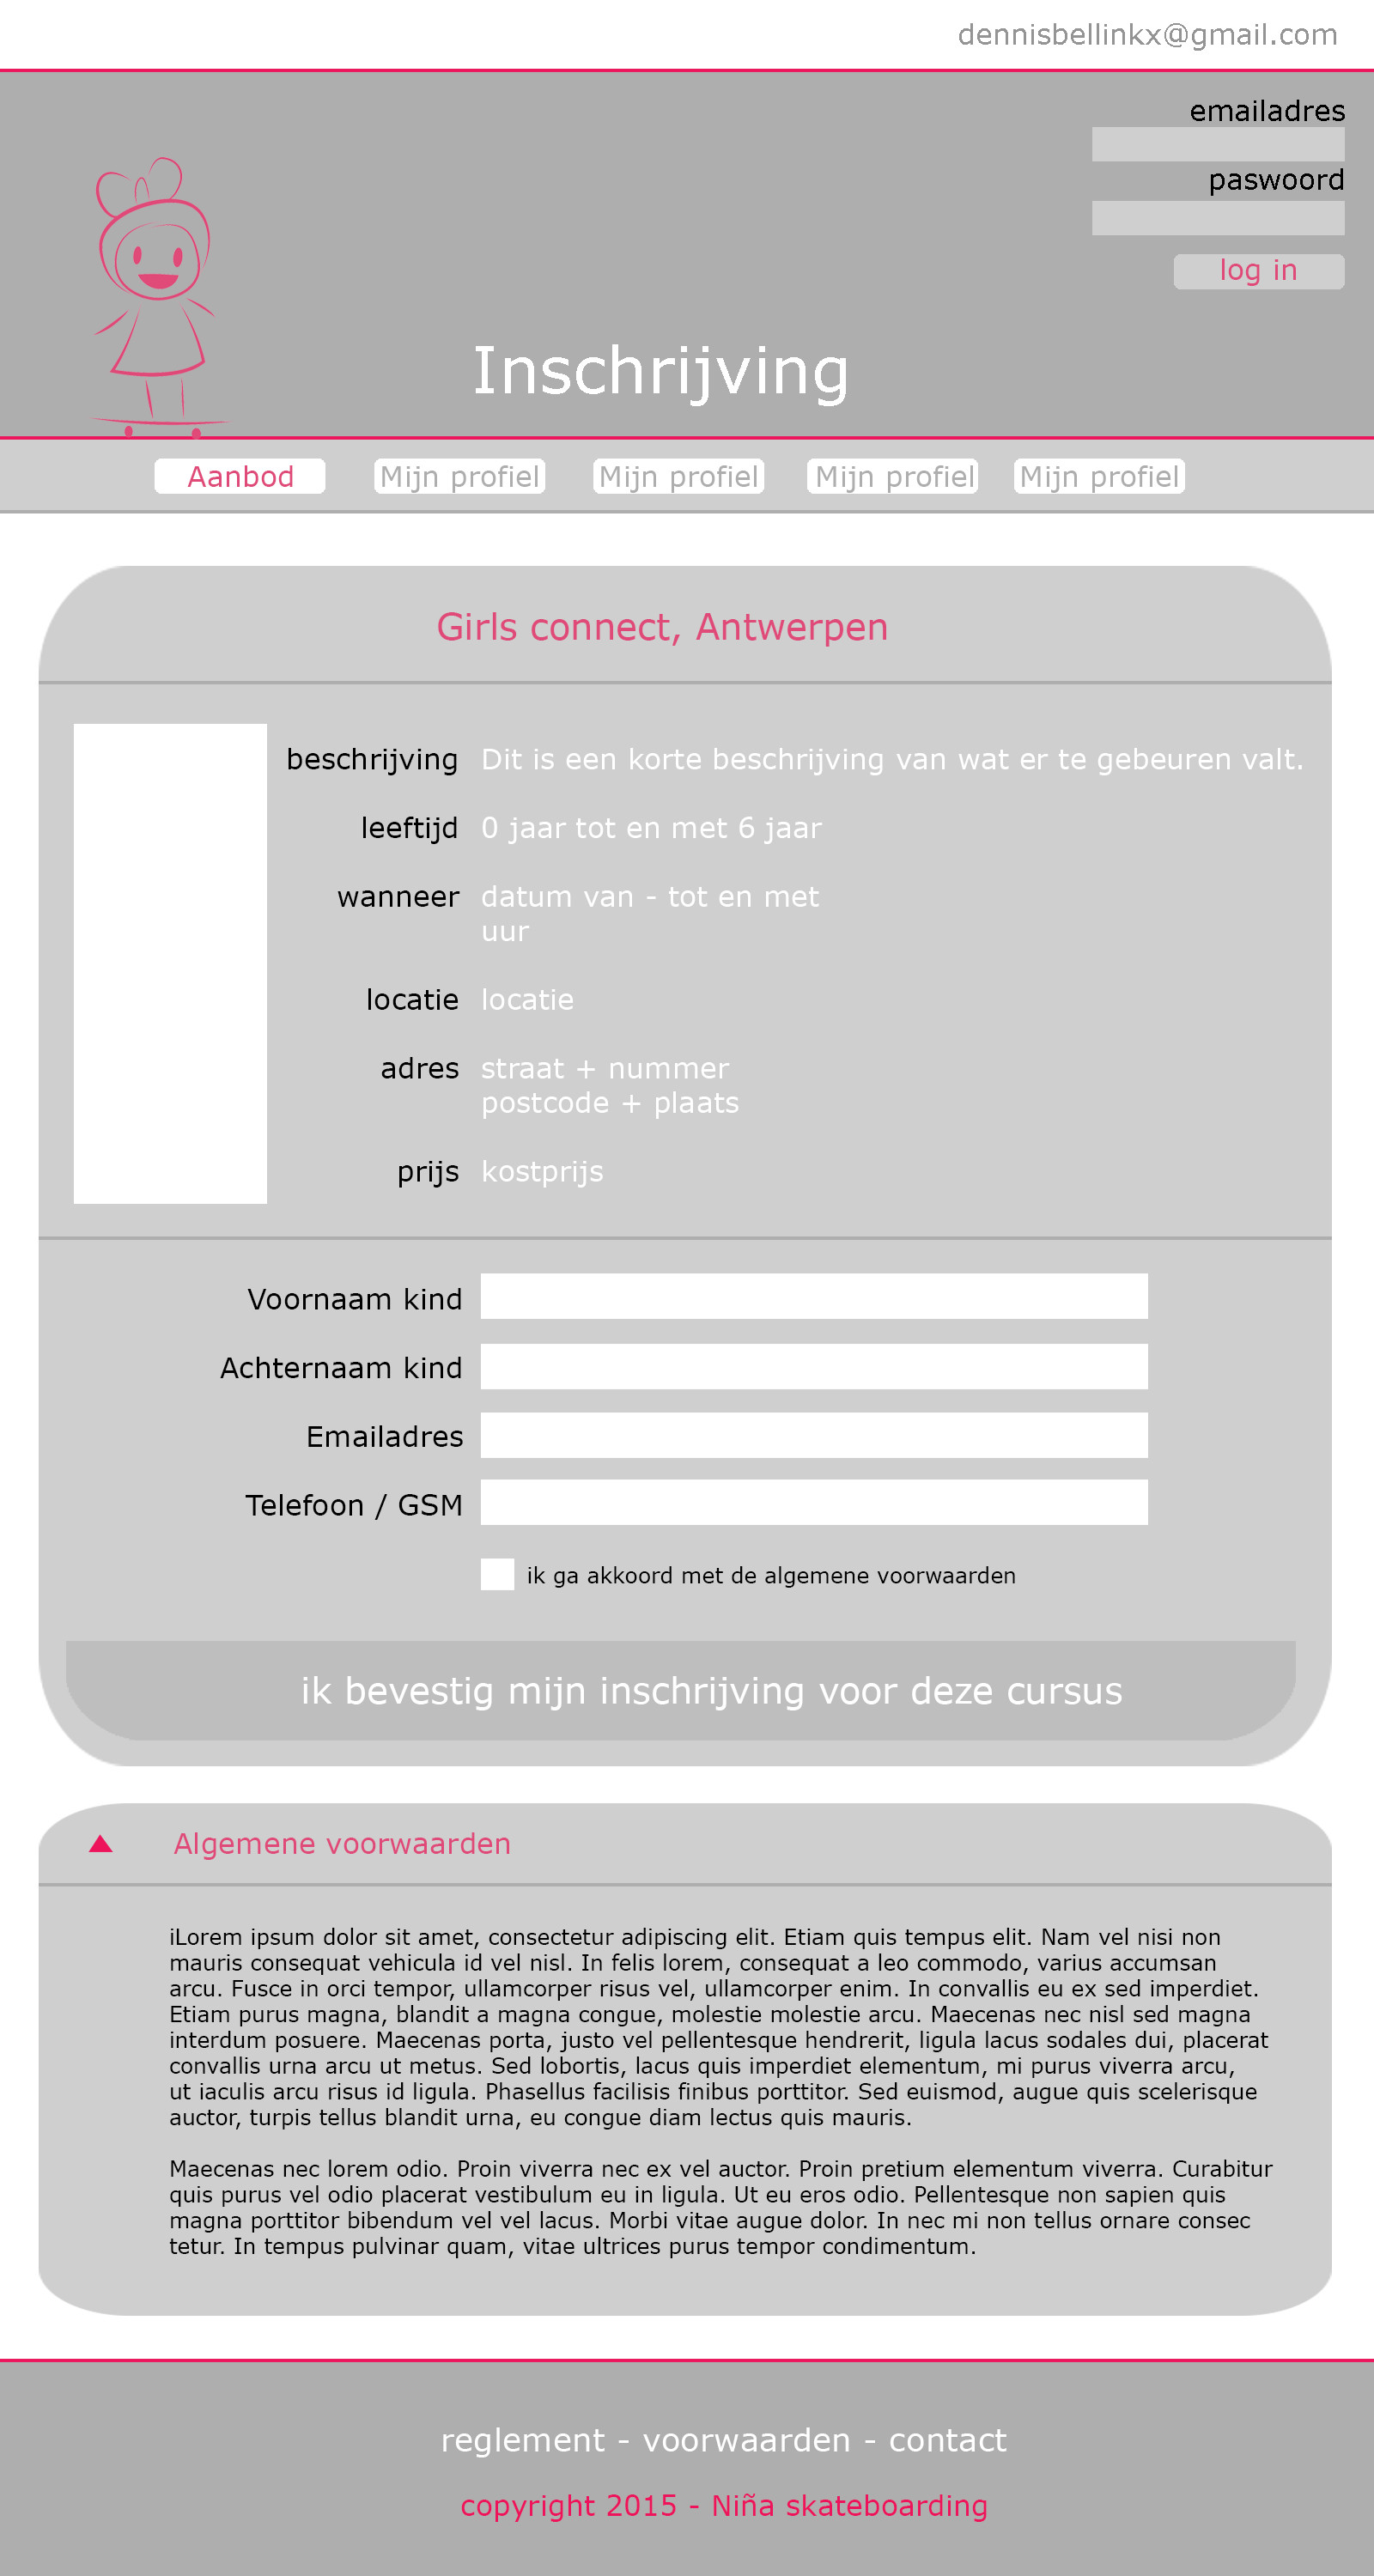 dennisbellinkx@gmail.com
emailadres
paswoord
log in
Inschrijving
Aanbod Mijn profiel Mijn profiel Mijn profiel Mijn profiel
Girls connect, Antwerpen
beschrijving Dit is een korte beschrijving van wat er te gebeuren valt.
leeftijd 0 jaar tot en met 6 jaar
wanneer datum van - tot en met
uur
locatie locatie
adres straat + nummer
postcode + plaats
prijs kostprijs
Voornaam kind
Achternaam kind
Emailadres
Telefoon / GSM
ik ga akkoord met de algemene voorwaarden
ik bevestig mijn inschrijving voor deze cursus
Algemene voorwaarden
iLorem ipsum dolor sit amet, consectetur adipiscing elit. Etiam quis tempus elit. Nam vel nisi non
mauris consequat vehicula id vel nisl. In felis lorem, consequat a leo commodo, varius accumsan
arcu. Fusce in orci tempor, ullamcorper risus vel, ullamcorper enim. In convallis eu ex sed imperdiet.
Etiam purus magna, blandit a magna congue, molestie molestie arcu. Maecenas nec nisl sed magna
interdum posuere. Maecenas porta, justo vel pellentesque hendrerit, ligula lacus sodales dui, placerat
convallis urna arcu ut metus. Sed lobortis, lacus quis imperdiet elementum, mi purus viverra arcu,
ut iaculis arcu risus id ligula. Phasellus facilisis finibus porttitor. Sed euismod, augue quis scelerisque
auctor, turpis tellus blandit urna, eu congue diam lectus quis mauris.
Maecenas nec lorem odio. Proin viverra nec ex vel auctor. Proin pretium elementum viverra. Curabitur
quis purus vel odio placerat vestibulum eu in ligula. Ut eu eros odio. Pellentesque non sapien quis
magna porttitor bibendum vel vel lacus. Morbi vitae augue dolor. In nec mi non tellus ornare consec
tetur. In tempus pulvinar quam, vitae ultrices purus tempor condimentum.
reglement - voorwaarden - contact
copyright 2015 - Niña skateboarding